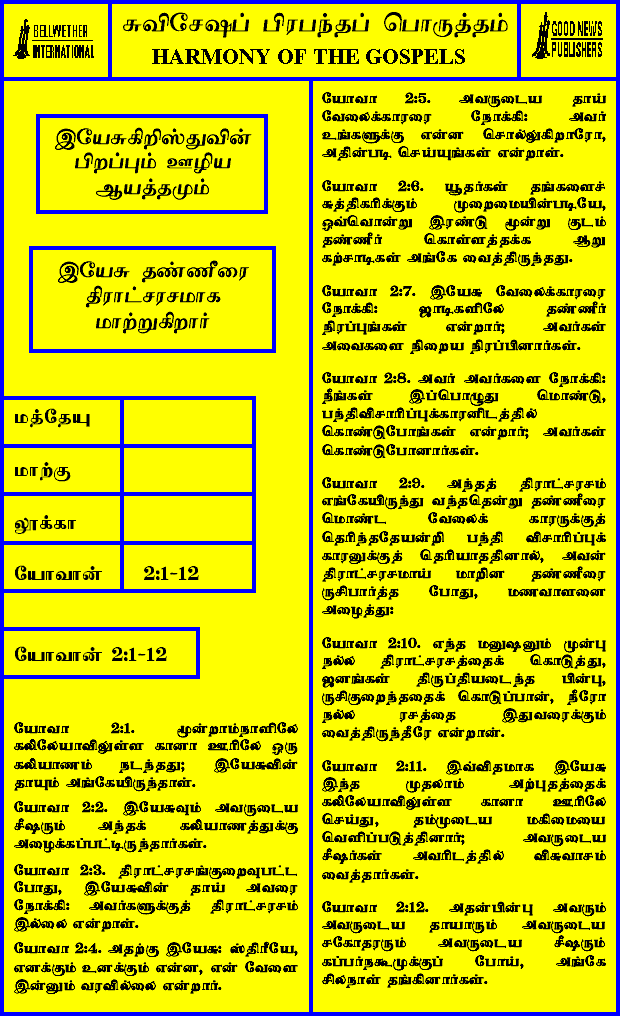 BELLWETHER
INTERNATIONAL
சுவிசேஷப் பிரபந்தப் பொருத்தம்
HARMONY OF THE GOSPELS
GOOD NEWS
PUBLISHERS
இயேசுகிறிஸ்துவின்
பிறப்பும் ஊழிய
ஆயத்தமும்
இயேசு தண்ணீரை
திராட்சரசமாக
மாற்றுகிறார்
மத்தேயு
மாற்கு
லூக்கா
யோவான் 2:1-12
யோவான் 2:1-12
யோவா 2:1. மூன்றாம்நாளிலே
கலிலேயாவிலுள்ள கானா ஊரிலே ஒரு
கலியாணம் நடந்தது; இயேசுவின்
தாயும் அங்கேயிருந்தாள்.
யோவா 2:2. இயேசுவும் அவருடைய
சீஷரும் அந்தக் கலியாணத்துக்கு
அழைக்கப்பட்டிருந்தார்கள்.
யோவா 2:3. திராட்சரசங்குறைவுபட்ட
போது, இயேசுவின் தாய் அவரை
நோக்கி: அவர்களுக்குத் திராட்சரசம்
இல்லை என்றாள்.
யோவா 2:4. அதற்கு இயேசு: ஸ்திரீயே,
எனக்கும் உனக்கும் என்ன, என் வேளை
இன்னும் வரவில்லை என்றார்.
யோவா 2:5. அவருடைய தாய்
வேலைக்காரரை நோக்கி: அவர்
உங்களுக்கு என்ன சொல்லுகிறாரோ,
அதின்படி செய்யுங்கள் என்றாள்.
யோவா 2:6. யூதர்கள் தங்களைச்
சுத்திகரிக்கும் முறைமையின்படியே,
ஒவ்வொன்று இரண்டு மூன்று குடம்
தண்ணீர் கொள்ளத்தக்க ஆறு
கற்சாடிகள் அங்கே வைத்திருந்தது.
யோவா 2:7. இயேசு வேலைக்காரரை
நோக்கி: ஜாடிகளிலே தண்ணீர்
நிரப்புங்கள் என்றார்; அவர்கள்
அவைகளை நிறைய நிரப்பினார்கள்.
யோவா 2:8. அவர் அவர்களை நோக்கி:
நீங்கள் இப்பொழுது மொண்டு,
பந்திவிசாரிப்புக்காரனிடத்தில்
கொண்டுபோங்கள் என்றார்; அவர்கள்
கொண்டுபோனார்கள்.
யோவா 2:9. அந்தத் திராட்சரசம்
எங்கேயிருந்து வந்ததென்று தண்ணீரை
மொண்ட வேலைக் காரருக்குத்
தெரிந்ததேயன்றி பந்தி விசாரிப்புக்
காரனுக்குத் தெரியாததினால், அவன்
திராட்சரசமாய் மாறின தண்ணீரை
ருசிபார்த்த போது, மணவாளனை
அழைத்து:
யோவா 2:10. எந்த மனுஷனும் முன்பு
நல்ல திராட்சரசத்தைக் கொடுத்து,
ஜனங்கள் திருப்தியடைந்த பின்பு,
ருசிகுறைந்ததைக் கொடுப்பான், நீரோ
நல்ல ரசத்தை இதுவரைக்கும்
வைத்திருந்தீரே என்றான்.
யோவா 2:11. இவ்விதமாக இயேசு
இந்த முதலாம் அற்புதத்தைக்
கலிலேயாவிலுள்ள கானா ஊரிலே
செய்து, தம்முடைய மகிமையை
வெளிப்படுத்தினார்; அவருடைய
சீஷர்கள் அவரிடத்தில் விசுவாசம்
வைத்தார்கள்.
யோவா 2:12. அதன்பின்பு அவரும்
அவருடைய தாயாரும் அவருடைய
சகோதரரும் அவருடைய சீஷரும்
கப்பர்நகூமுக்குப் போய், அங்கே
சிலநாள் தங்கினார்கள்.